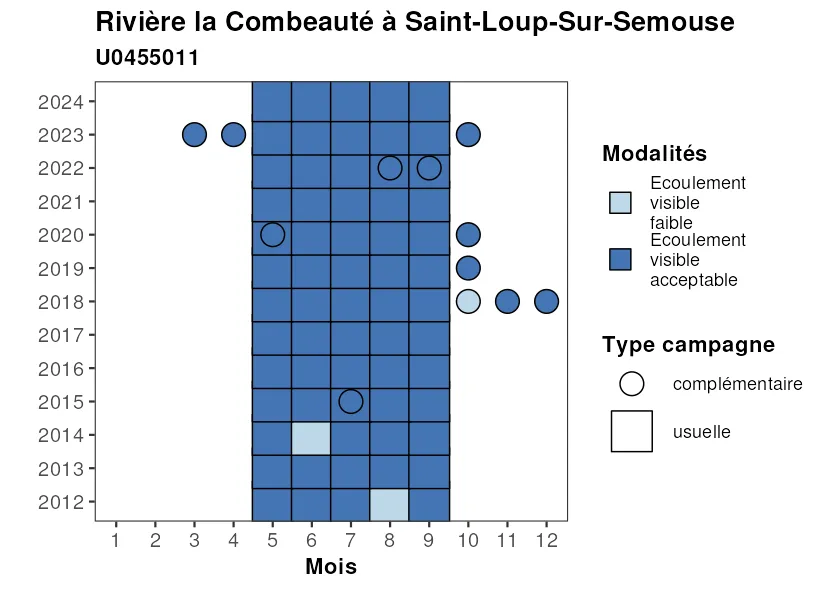 Rivière la Combeauté à Saint-Loup-Sur-Semouse
U0455011
2024
2023
2022
2021
2020
2019
2018
2017
2016
2015
2014
2013
2012
1 2 3 4 5 6 7 8 9 10 11 12
Mois
Modalités
Ecoulement
visible
faible
Ecoulement
visible
acceptable
Type campagne
complémentaire
usuelle